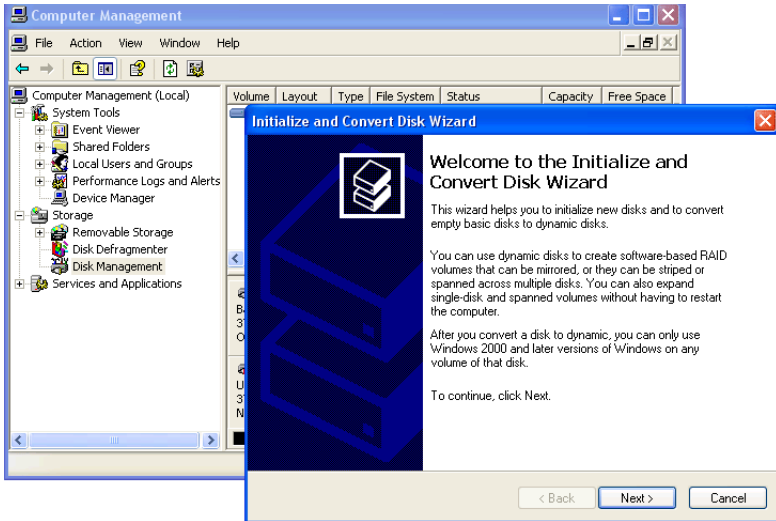 Computer Management
File Action View Window Help
Computer Management (Local)
System Tools
Event Viewer
Shared Folders
Local Users and Groups
Performance Logs and Alerts
Device Manager
Storage
Removable Storage
Disk Defragmenter
Disk Management
Services and Applications
Volume Layout Type File System Status Capacity Free Space
Initialize and Convert Disk Wizard
Welcome to the Initialize and
Convert Disk Wizard
This wizard helps you to initialize new disks and to convert
empty basic disks to dynamic disks.
You can use dynamic disks to create software-based RAID
volumes that can be mirrored, or they can be striped or
spanned across multiple disks. You can also expand
single-disk and spanned volumes without having to restart
the computer.
After you convert a disk to dynamic, you can only use
Windows 2000 and later versions of Windows on any
volume of that disk.
To continue, click Next.
< Back Next > Cancel